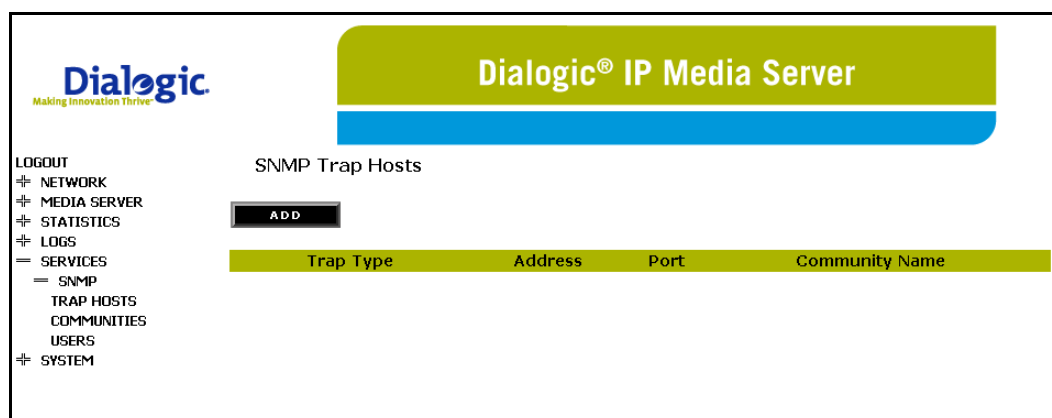 Dialogic.
Making Innovation Thrive™
Dialogic® IP Media Server
LOGOUT
NETWORK
MEDIA SERVER
STATISTICS
LOGS
SERVICES
SNMP
TRAP HOSTS
COMMUNITIES
USERS
SYSTEM
SNMP Trap Hosts
ADD
Trap Type Address Port Community Name